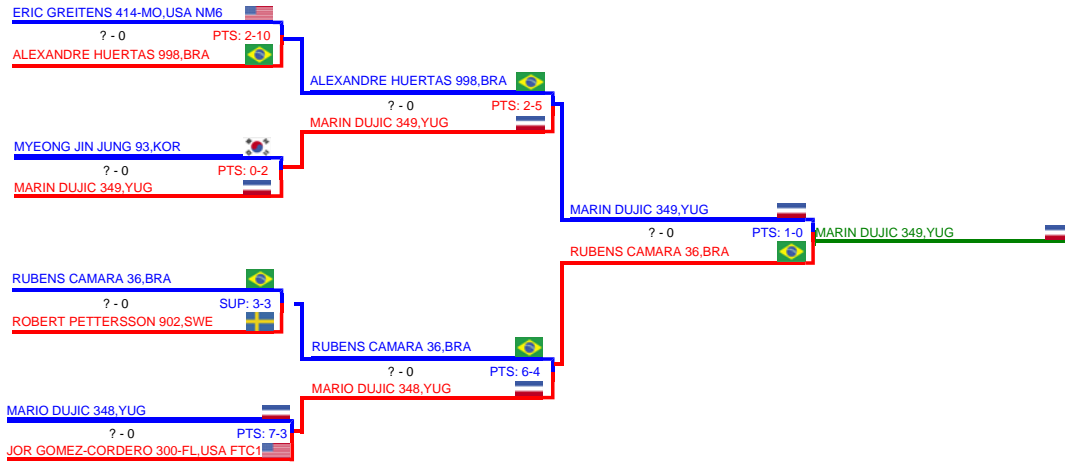 ERIC GREITENS 414-MO,USA NM6
? - 0 PTS: 2-10
ALEXANDRE HUERTAS 998,BRA
ALEXANDRE HUERTAS 998,BRA
? - 0 PTS: 2-5
MARIN DUJIC 349,YUG
MYEONG JIN JUNG 93,KOR
? - 0 PTS: 0-2
MARIN DUJIC 349,YUG
MARIN DUJIC 349,YUG
? - 0 PTS: 1-0
MARIN DUJIC 349,YUG
RUBENS CAMARA 36,BRA
RUBENS CAMARA 36,BRA
? - 0 SUP: 3-3
ROBERT PETTERSSON 902,SWE
RUBENS CAMARA 36,BRA
? - 0 PTS: 6-4
MARIO DUJIC 348,YUG
MARIO DUJIC 348,YUG
? - 0 PTS: 7-3
JOR GOMEZ-CORDERO 300-FL,USA FTC1